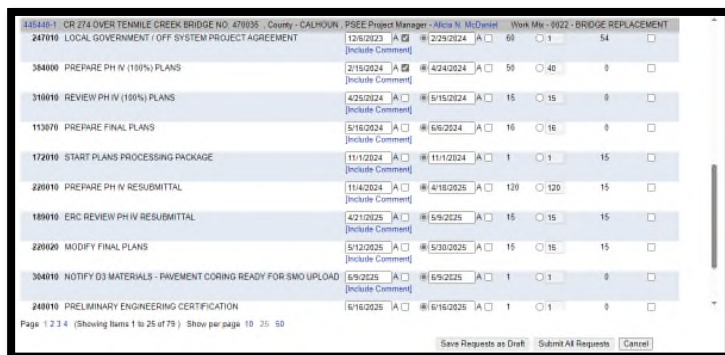 445440-1 CR 274 OVER TENMILE CREEK BRIDGE NO. 470035 , County - CALHOUN , PSEE Project Manager - Alicia N. McDaniel Work Mix - 0022 - BRIDGE REPLACEMENT
247010 LOCAL GOVERNMENT / OFF SYSTEM PROJECT AGREEMENT 12/6/2023 A 2/29/2024 A 60 1 54
[Include Comment]
384000 PREPARE PH IV (100%) PLANS 2/15/2024 A 4/24/2024 A 50 40 0
[Include Comment]
310010 REVIEW PH IV (100%) PLANS 4/25/2024 A 5/15/2024 A 15 15 0
[Include Comment]
113070 PREPARE FINAL PLANS 5/16/2024 A 6/6/2024 A 16 16 0
[Include Comment]
172010 START PLANS PROCESSING PACKAGE 11/1/2024 A 11/1/2024 A 1 1 15
[Include Comment]
220010 PREPARE PH IV RESUBMITTAL 11/4/2024 A 4/18/2025 A 120 120 15
[Include Comment]
189010 ERC REVIEW PH IV RESUBMITTAL 4/21/2025 A 5/9/2025 A 15 15 15
[Include Comment]
220020 MODIFY FINAL PLANS 5/12/2025 A 5/30/2025 A 15 15 15
[Include Comment]
304010 NOTIFY D3 MATERIALS - PAVEMENT CORING READY FOR SMO UPLOAD 6/9/2025 A 6/9/2025 A 1 1 0
[Include Comment]
240010 PRELIMINARY ENGINEERING CERTIFICATION 6/16/2025 A 6/16/2025 A 1 1 0
Page 1 2 3 4 (Showing Items 1 to 25 of 79 ) Show per page 10 25 50
Save Requests as Draft Submit All Requests Cancel